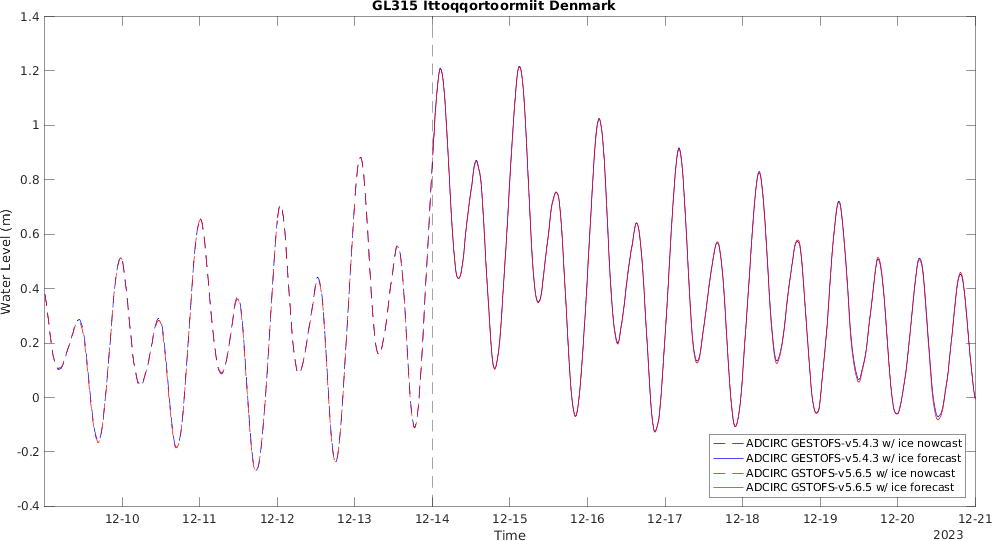 GL315 Ittoqqortoormiit Denmark
1.4
1.2
1
0.8
0.6
0.4
0.2
0
-0.2
-0.4
Water Level (m)
ADCIRC GESTOFS-v5.4.3 w/ ice nowcast
ADCIRC GESTOFS-v5.4.3 w/ ice forecast
ADCIRC GSTOFS-v5.6.5 w/ ice nowcast
ADCIRC GSTOFS-v5.6.5 w/ ice forecast
12-10 12-11 12-12 12-13 12-14 12-15 12-16 12-17 12-18 12-19 12-20 12-21
Time
2023